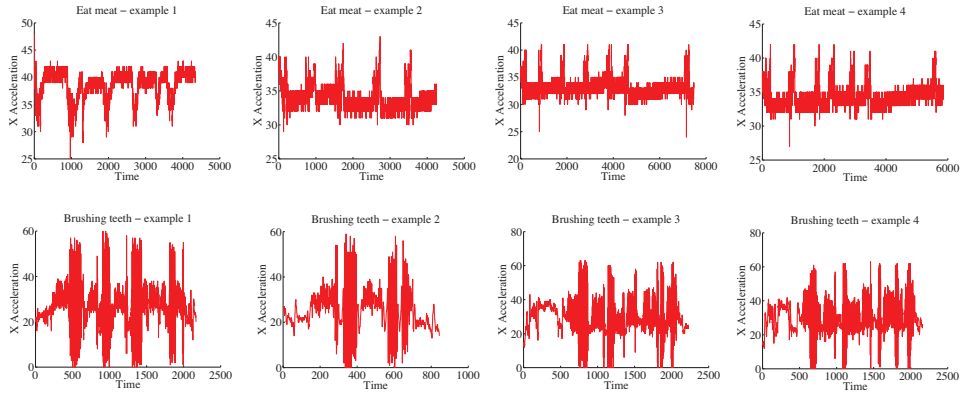 Eat meat – example 1
Eat meat – example 2
Eat meat – example 3
Eat meat – example 4
X Acceleration
50
45
40
35
30
25
0 1000 2000 3000 4000 5000
Time
X Acceleration
45
40
35
30
25
0 1000 2000 3000 4000 5000
Time
X Acceleration
45
40
35
30
25
20
0 2000 4000 6000 8000
Time
X Acceleration
45
40
35
30
25
0 2000 4000 6000
Time
Brushing teeth – example 1
Brushing teeth – example 2
Brushing teeth – example 3
Brushing teeth – example 4
X Acceleration
60
40
20
0
0 500 1000 1500 2000 2500
Time
X Acceleration
60
40
20
0
0 200 400 600 800 1000
Time
X Acceleration
80
60
40
20
0
0 500 1000 1500 2000 2500
Time
X Acceleration
80
60
40
20
0
0 500 1000 1500 2000 2500
Time